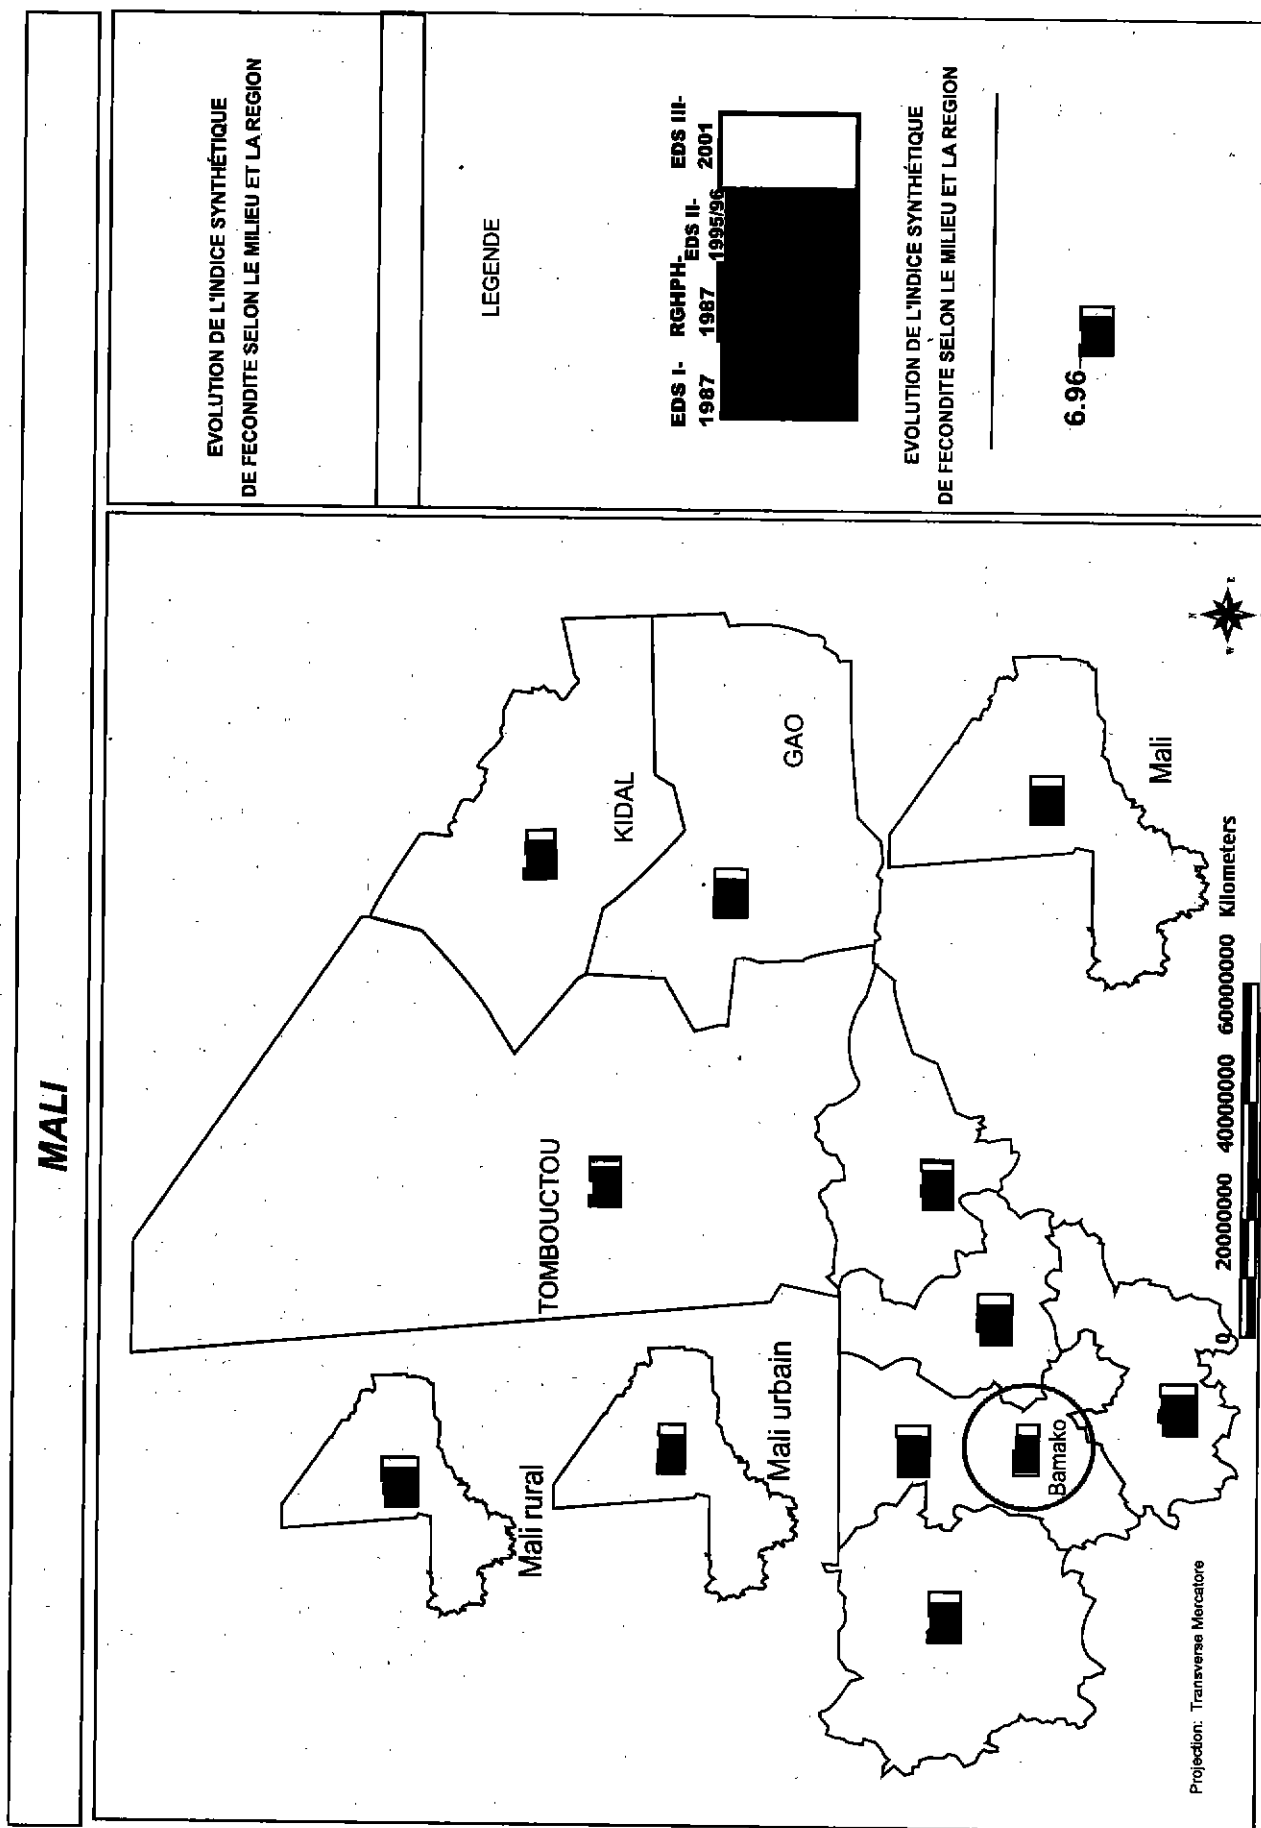 MALI
EVOLUTION DE L'INDICE SYNTHÉTIQUE
DE FECONDITE SELON LE MILIEU ET LA REGION
LEGENDE
EDS I-
1987
RGHPH-
1987
EDS II-
1995/96
EDS III-
2001
EVOLUTION DE L'INDICE SYNTHÉTIQUE
DE FECONDITE SELON LE MILIEU ET LA REGION
6.96
Mali rural
Mali urbain
TOMBOUCTOU
KIDAL
GAO
Bamako
Mali
N
W
E
0 20000000 40000000 60000000 Kilometers
Projection: Transverse Mercatore